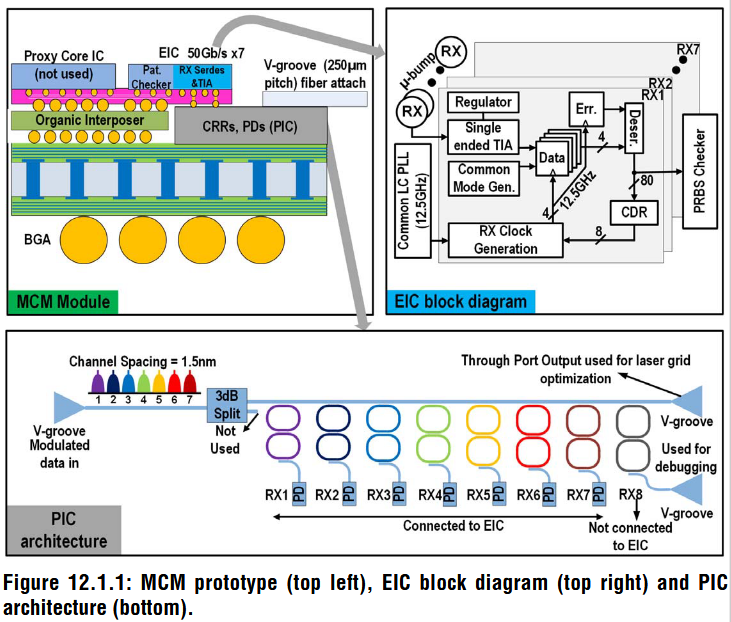 Proxy Core IC
(not used)
EIC 50Gb/s x7
Pat.
Checker
RX Serdes
&TIA
V-groove (250μm
pitch) fiber attach
Organic Interposer
CRRs, PDs (PIC)
BGA
MCM Module
RX
μ-bump
RX
RX7
RX2
RX1
Regulator
Single
ended TIA
Common
Mode Gen.
Err.
Data
4
Deser.
4
12.5GHz
80
CDR
8
RX Clock
Generation
Common LC PLL
(12.5GHz)
PRBS Checker
EIC block diagram
Channel Spacing = 1.5nm
1 2 3 4 5 6 7
V-groove
Modulated
data in
3dB
Split
Not
Used
Through Port Output used for laser grid
optimization
V-groove
Used for
debugging
V-groove
RX1 PD RX2 PD RX3 PD RX4 PD RX5 PD RX6 PD RX7 PD RX8
Connected to EIC
Not connected
to EIC
PIC
architecture
Figure 12.1.1: MCM prototype (top left), EIC block diagram (top right) and PIC
architecture (bottom).